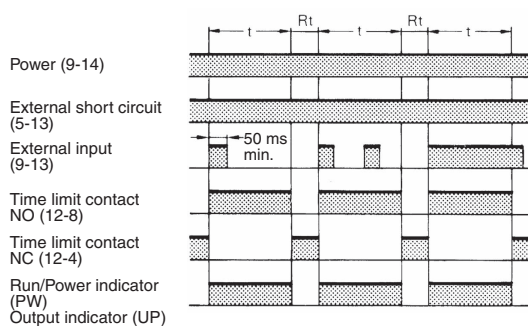 t Rt t Rt t
Power (9-14)
External short circuit
(5-13)
External input
(9-13)
50 ms
min.
Time limit contact
NO (12-8)
Time limit contact
NC (12-4)
Run/Power indicator
(PW)
Output indicator (UP)